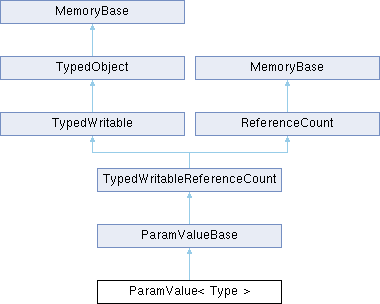 MemoryBase
TypedObject
MemoryBase
TypedWritable
ReferenceCount
TypedWritableReferenceCount
ParamValueBase
ParamValue< Type >